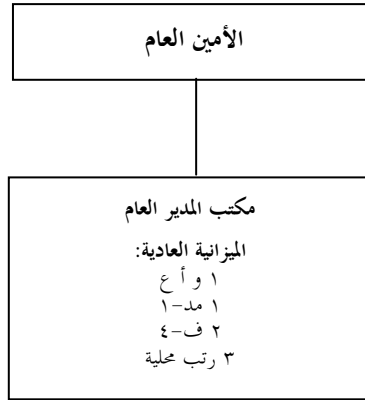 الأمين العام
مكتب المدير العام
الميزانية العادية:
١ و أ ع
١ مد-١
٢ ف-٤
٣ رتب محلية